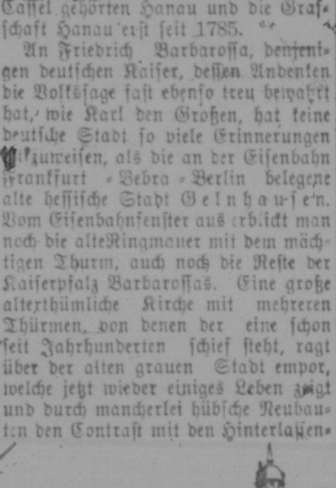 Cassel gehörten Hanau und die Graf-
schaft Hanau erst seit 1785.
An Friedrich Barbarossa, denjeni-
gen deutschen Kaiser, dessen Andenken
die Volkssage fast ebenso treu bewahrt
hat, wie Karl den Großen, hat keine
deutsche Stadt so viele Erinnerungen
aufzuweisen, als die an der Eisenbahn
Frankfurt-Bebra-Berlin belegene
alte hessische Stadt Gelnhausen.
Vom Eisenbahnfenster aus erblickt man
noch die alte Ringmauer mit dem mäch-
tigen Thurm, auch noch die Reste der
Kaiserpfalz Barbarossas. Eine große
alterthümliche Kirche mit mehreren
Thürmen, von denen der eine schon
seit Jahrhunderten schief steht, ragt
über der alten grauen Stadt empor,
welche jetzt wieder einiges Leben zeigt
und durch mancherlei hübsche Neubau-
ten den Contrast mit den Hinterlassen-